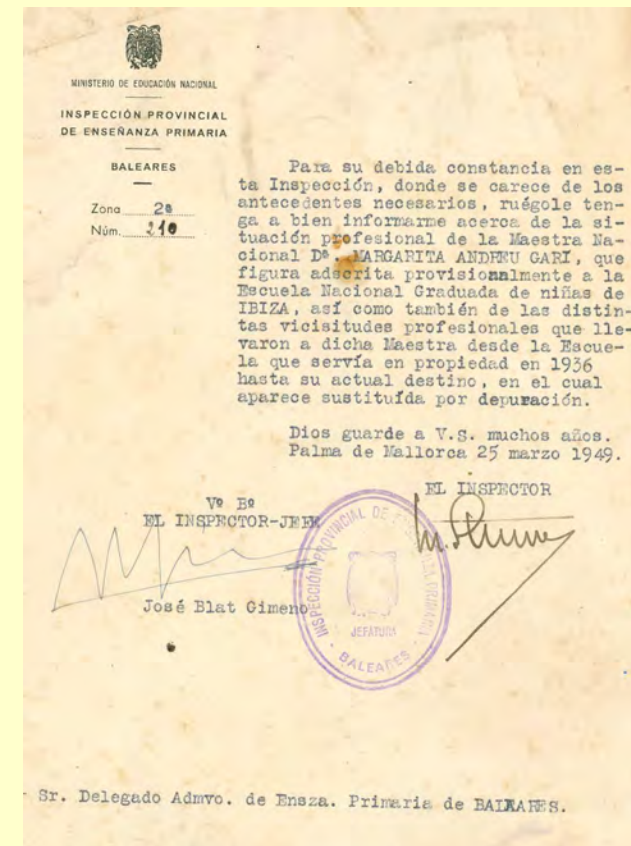 MINISTERIO DE EDUCACIÓN NACIONAL
INSPECCIÓN PROVINCIAL
DE ENSEÑANZA PRIMARIA
BALEARES
Zona 2ª
Núm. 210
Para su debida constancia en es-
ta Inspección, donde se carece de los
antecedentes necesarios, ruégole ten-
ga a bien informarme acerca de la si-
tuación profesional de la Maestra Na-
cional Dª. MARGARITA ANDREU GARI, que
figura adscrita provisionalmente a la
Escuela Nacional Graduada de niñas de
IBIZA, así como también de las distin-
tas vicisitudes profesionales que lle-
varon a dicha Maestra desde la Escue-
la que servía en propiedad en 1936
hasta su actual destino, en el cual
aparece sustituída por depuración.
Dios guarde a V.S. muchos años.
Palma de Mallorca 25 marzo 1949.
EL INSPECTOR
Vº Bº
EL INSPECTOR-JEFE
José Blat Gimeno
INSPECCIÓN PROVINCIAL DE ENSEÑANZA PRIMARIA
JEFATURA
BALEARES
Sr. Delegado Admvo. de Ensza. Primaria de BALEARES.